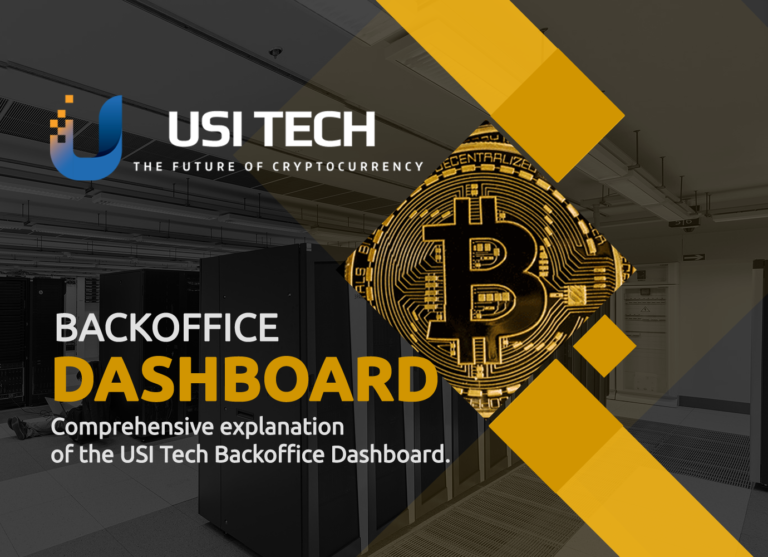 USI TECH
THE FUTURE OF CRYPTOCURRENCY
DECENTRALIZED
BACKOFFICE
DASHBOARD
Comprehensive explanation
of the USI Tech Backoffice Dashboard.